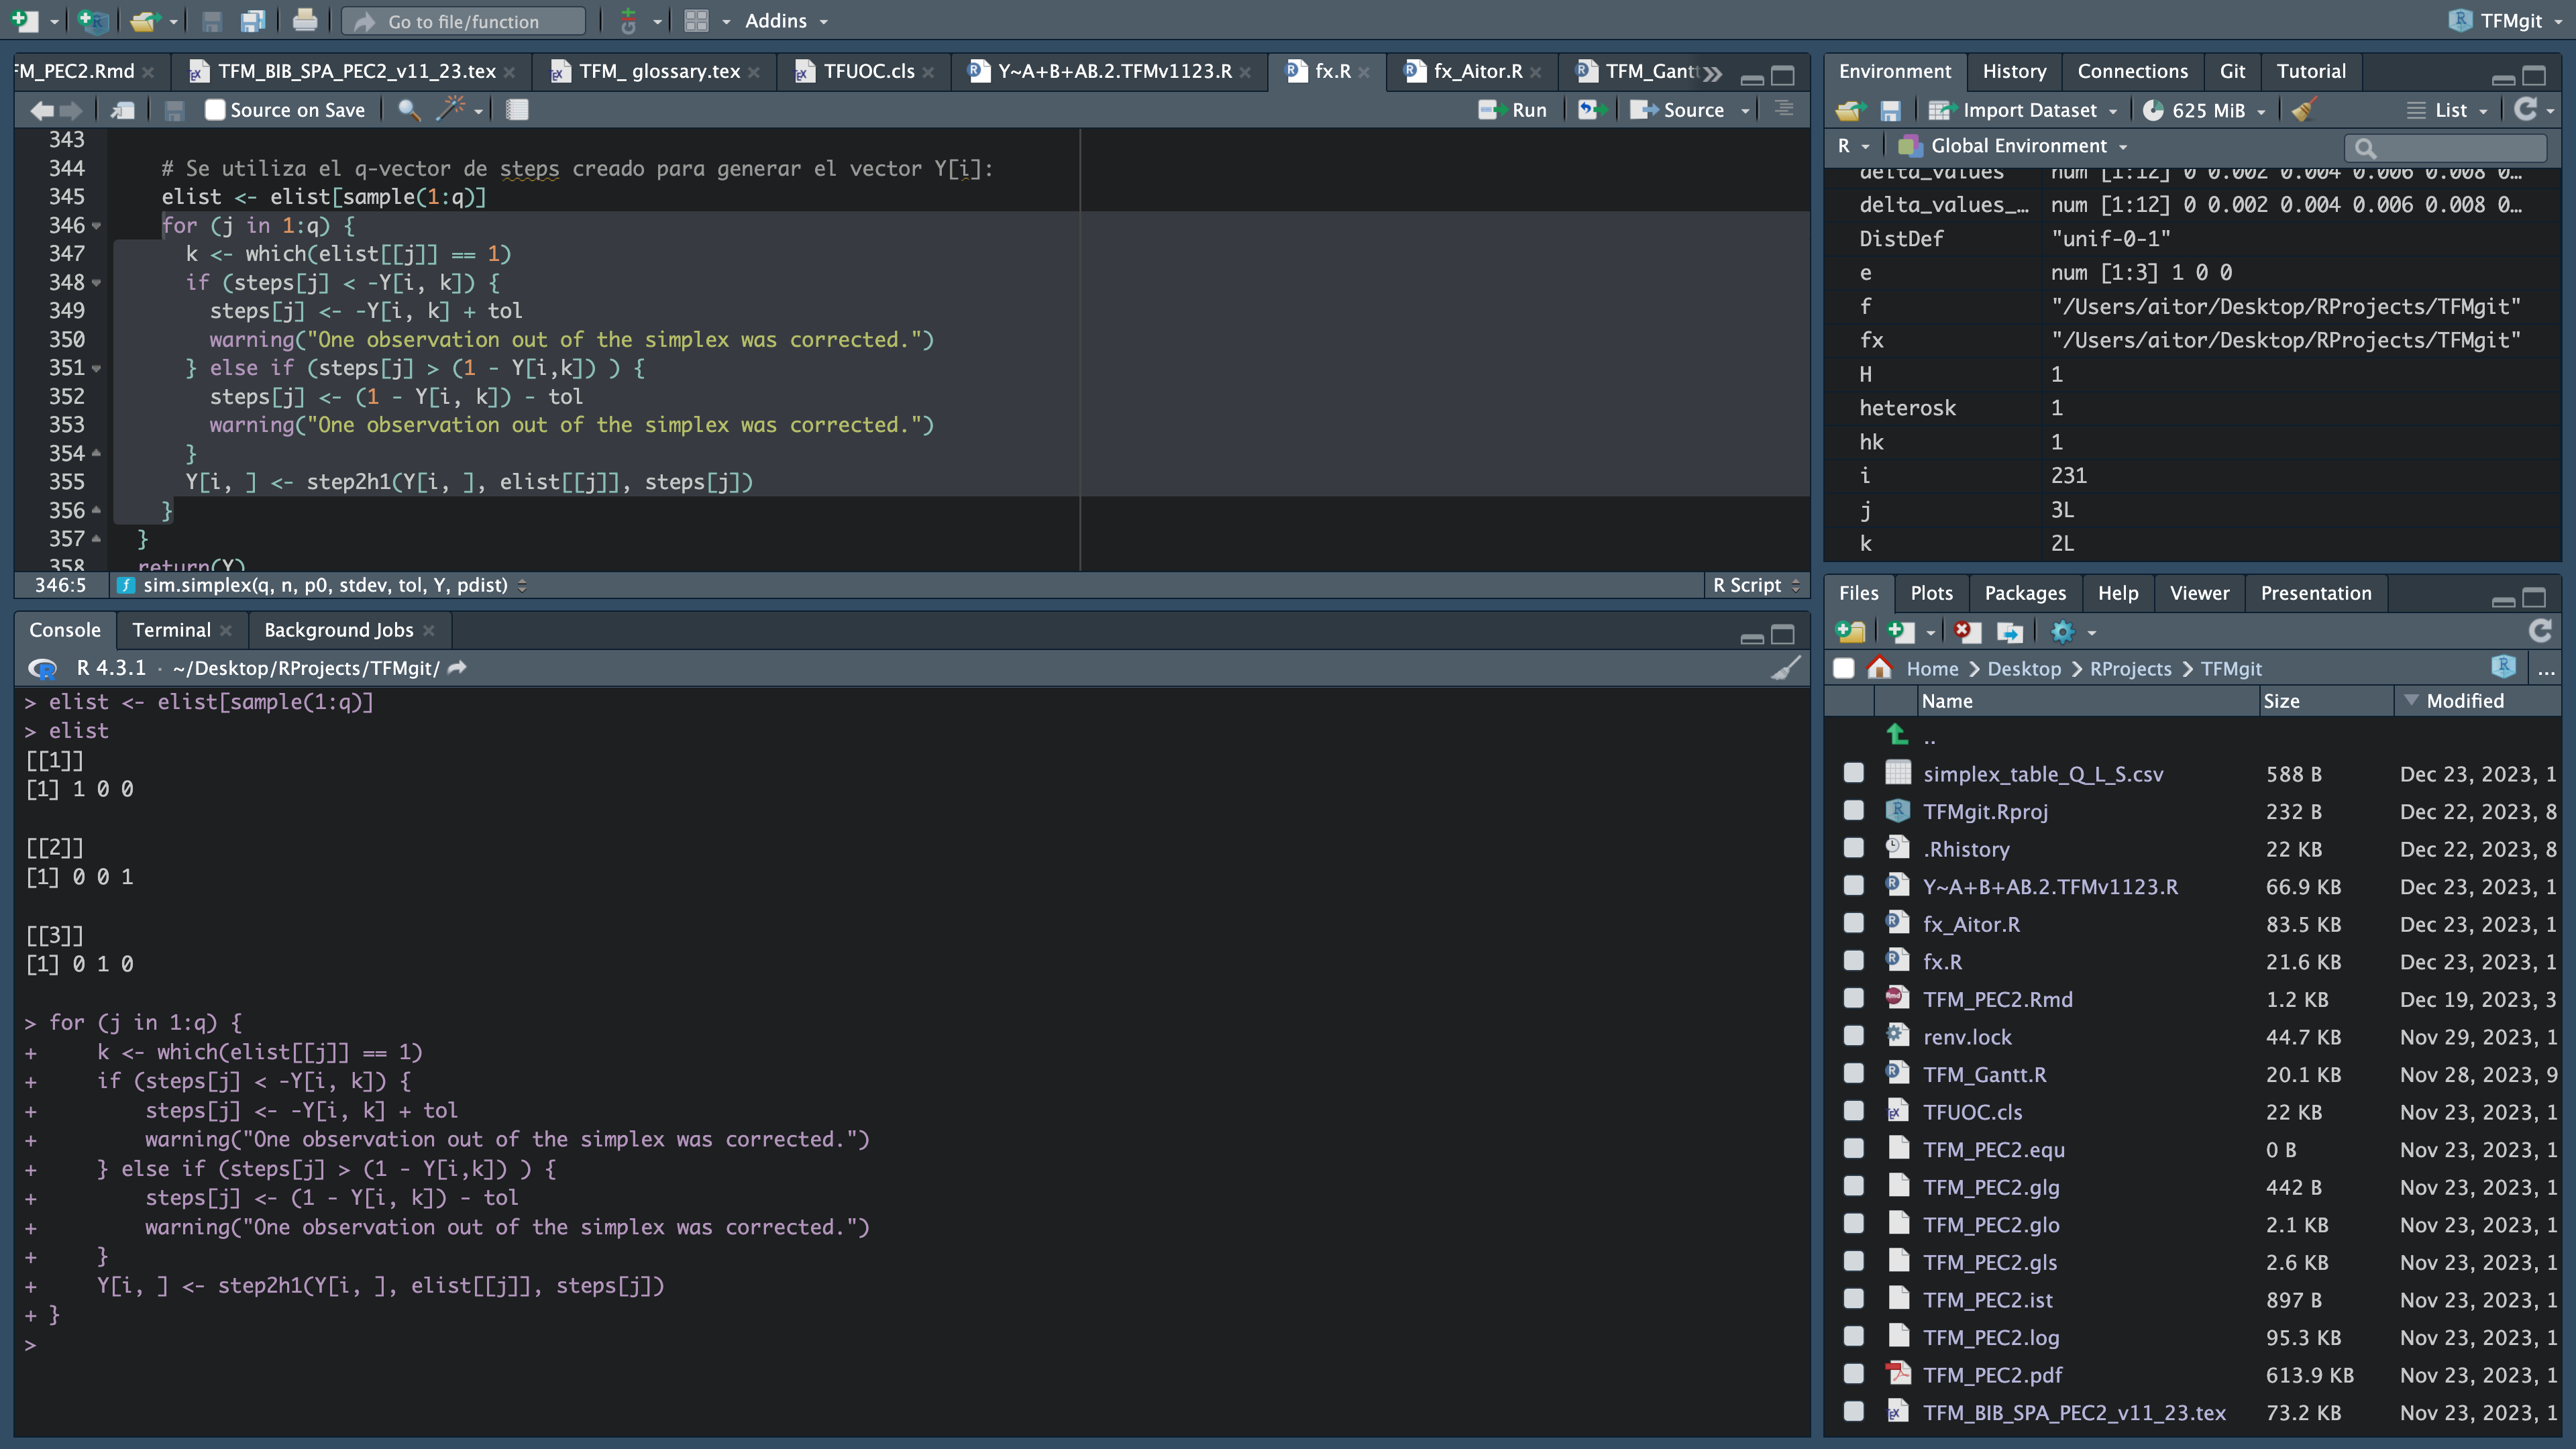 Go to file/function
Addins
TFMgit
FM_PEC2.Rmd
TFM_BIB_SPA_PEC2_v11_23.tex
TFM_ glossary.tex
TFUOC.cls
Y~A+B+AB.2.TFMv1123.R
fx.R
fx_Aitor.R
TFM_Gantt
Source on Save
Run
Source
343
344 # Se utiliza el q-vector de steps creado para generar el vector Y[i]:
345 elist <- elist[sample(1:q)]
346 for (j in 1:q) {
347 k <- which(elist[[j]] == 1)
348 if (steps[j] < -Y[i, k]) {
349 steps[j] <- -Y[i, k] + tol
350 warning("One observation out of the simplex was corrected.")
351 } else if (steps[j] > (1 - Y[i,k]) ) {
352 steps[j] <- (1 - Y[i, k]) - tol
353 warning("One observation out of the simplex was corrected.")
354 }
355 Y[i, ] <- step2h1(Y[i, ], elist[[j]], steps[j])
356 }
357 }
358 return(Y)
346:5 sim.simplex(q, n, p0, stdev, tol, Y, pdist) R Script
Console Terminal Background Jobs
R 4.3.1 · ~/Desktop/RProjects/TFMgit/
> elist <- elist[sample(1:q)]
> elist
[[1]]
[1] 1 0 0
[[2]]
[1] 0 0 1
[[3]]
[1] 0 1 0
> for (j in 1:q) {
+ k <- which(elist[[j]] == 1)
+ if (steps[j] < -Y[i, k]) {
+ steps[j] <- -Y[i, k] + tol
+ warning("One observation out of the simplex was corrected.")
+ } else if (steps[j] > (1 - Y[i,k]) ) {
+ steps[j] <- (1 - Y[i, k]) - tol
+ warning("One observation out of the simplex was corrected.")
+ }
+ Y[i, ] <- step2h1(Y[i, ], elist[[j]], steps[j])
+ }
>
Environment History Connections Git Tutorial
Import Dataset 625 MiB List
R Global Environment
delta_values num [1:12] 0 0.002 0.004 0.006 0.008 0…
delta_values_… num [1:12] 0 0.002 0.004 0.006 0.008 0…
DistDef "unif-0-1"
e num [1:3] 1 0 0
f "/Users/aitor/Desktop/RProjects/TFMgit"
fx "/Users/aitor/Desktop/RProjects/TFMgit"
H 1
heterosk 1
hk 1
i 231
j 3L
k 2L
Files Plots Packages Help Viewer Presentation
Home Desktop RProjects TFMgit ...
Name Size Modified
..
simplex_table_Q_L_S.csv 588 B Dec 23, 2023, 1
TFMgit.Rproj 232 B Dec 22, 2023, 8
.Rhistory 22 KB Dec 22, 2023, 8
Y~A+B+AB.2.TFMv1123.R 66.9 KB Dec 23, 2023, 1
fx_Aitor.R 83.5 KB Dec 23, 2023, 1
fx.R 21.6 KB Dec 23, 2023, 1
TFM_PEC2.Rmd 1.2 KB Dec 19, 2023, 3
renv.lock 44.7 KB Nov 29, 2023, 1
TFM_Gantt.R 20.1 KB Nov 28, 2023, 9
TFUOC.cls 22 KB Nov 23, 2023, 1
TFM_PEC2.equ 0 B Nov 23, 2023, 1
TFM_PEC2.glg 442 B Nov 23, 2023, 1
TFM_PEC2.glo 2.1 KB Nov 23, 2023, 1
TFM_PEC2.gls 2.6 KB Nov 23, 2023, 1
TFM_PEC2.ist 897 B Nov 23, 2023, 1
TFM_PEC2.log 95.3 KB Nov 23, 2023, 1
TFM_PEC2.pdf 613.9 KB Nov 23, 2023, 1
TFM_BIB_SPA_PEC2_v11_23.tex 73.2 KB Nov 23, 2023, 1